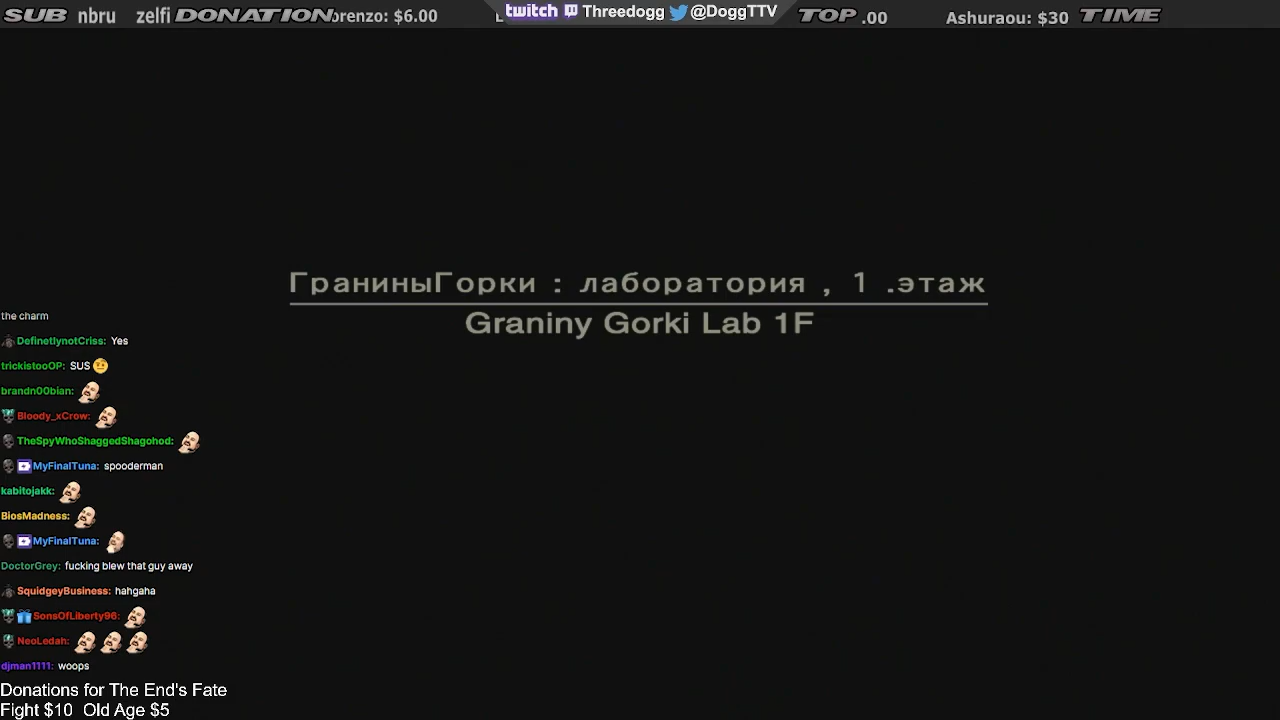 SUB nbru zelfi DONATION orenzo: $6.00 twitch Threedogg @DoggTTV TOP .00 Ashuraou: $30 TIME
ГраниныГорки : лаборатория , 1 .этаж
Graniny Gorki Lab 1F
the charm
DefinetlynotCriss: Yes
trickistooOP: SUS
brandn00bian:
Bloody_xCrow:
TheSpyWhoShaggedShagohod:
MyFinalTuna: spooderman
kabitojakk:
BiosMadness:
MyFinalTuna:
DoctorGrey: fucking blew that guy away
SquidgeyBusiness: hahgaha
SonsOfLiberty96:
NeoLedah:
djman1111: woops
Donations for The End's Fate
Fight $10 Old Age $5